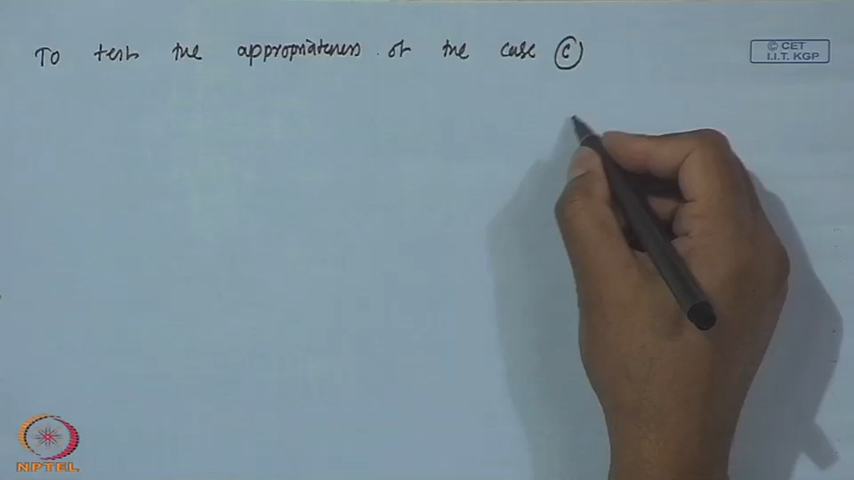 To test the appropriateness of the case (c)
© CET
I.I.T. KGP
NPTEL